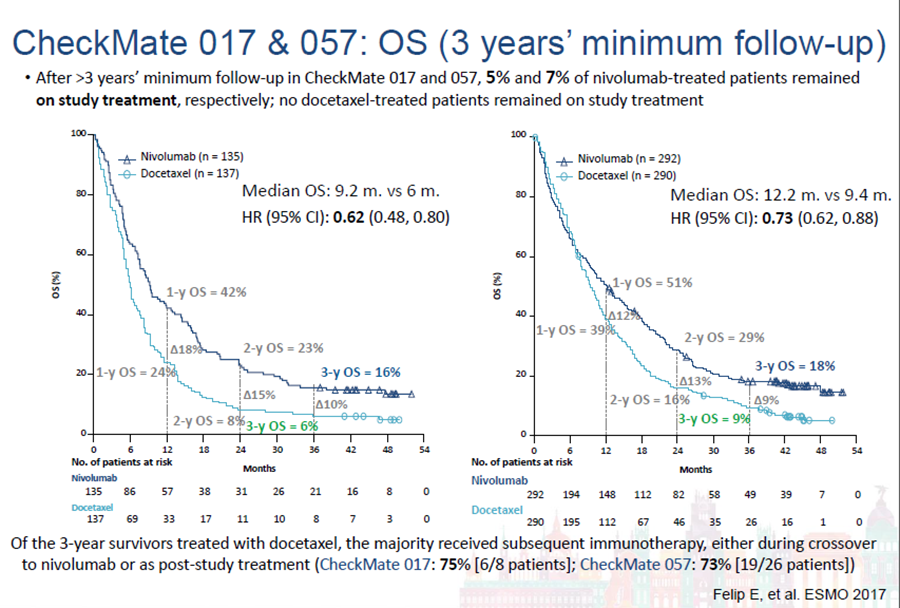 CheckMate 017 & 057: OS (3 years’ minimum follow-up)
• After >3 years’ minimum follow-up in CheckMate 017 and 057, 5% and 7% of nivolumab-treated patients remained
on study treatment, respectively; no docetaxel-treated patients remained on study treatment
100
80
60
40
20
0
OS (%)
Nivolumab (n = 135)
Docetaxel (n = 137)
Median OS: 9.2 m. vs 6 m.
HR (95% CI): 0.62 (0.48, 0.80)
1-y OS = 42%
Δ18%
1-y OS = 24%
2-y OS = 23%
Δ15%
2-y OS = 8%
3-y OS = 16%
Δ10%
3-y OS = 6%
0 6 12 18 24 30 36 42 48 54
Months
No. of patients at risk
Nivolumab
135 86 57 38 31 26 21 16 8 0
Docetaxel
137 69 33 17 11 10 8 7 3 0
100
80
60
40
20
0
OS (%)
Nivolumab (n = 292)
Docetaxel (n = 290)
Median OS: 12.2 m. vs 9.4 m.
HR (95% CI): 0.73 (0.62, 0.88)
1-y OS = 51%
Δ12%
1-y OS = 39%
2-y OS = 29%
Δ13%
2-y OS = 16%
3-y OS = 18%
Δ9%
3-y OS = 9%
0 6 12 18 24 30 36 42 48 54
Months
No. of patients at risk
Nivolumab
292 194 148 112 82 58 49 39 7 0
Docetaxel
290 195 112 67 46 35 26 16 1 0
Of the 3-year survivors treated with docetaxel, the majority received subsequent immunotherapy, either during crossover
to nivolumab or as post-study treatment (CheckMate 017: 75% [6/8 patients]; CheckMate 057: 73% [19/26 patients])
Felip E, et al. ESMO 2017